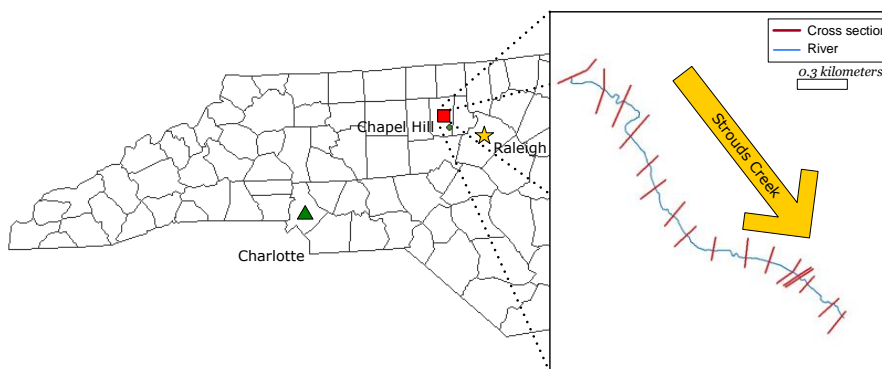 Cross section
River
0.3 kilometers
Strouds Creek
Chapel Hill
Raleigh
Charlotte